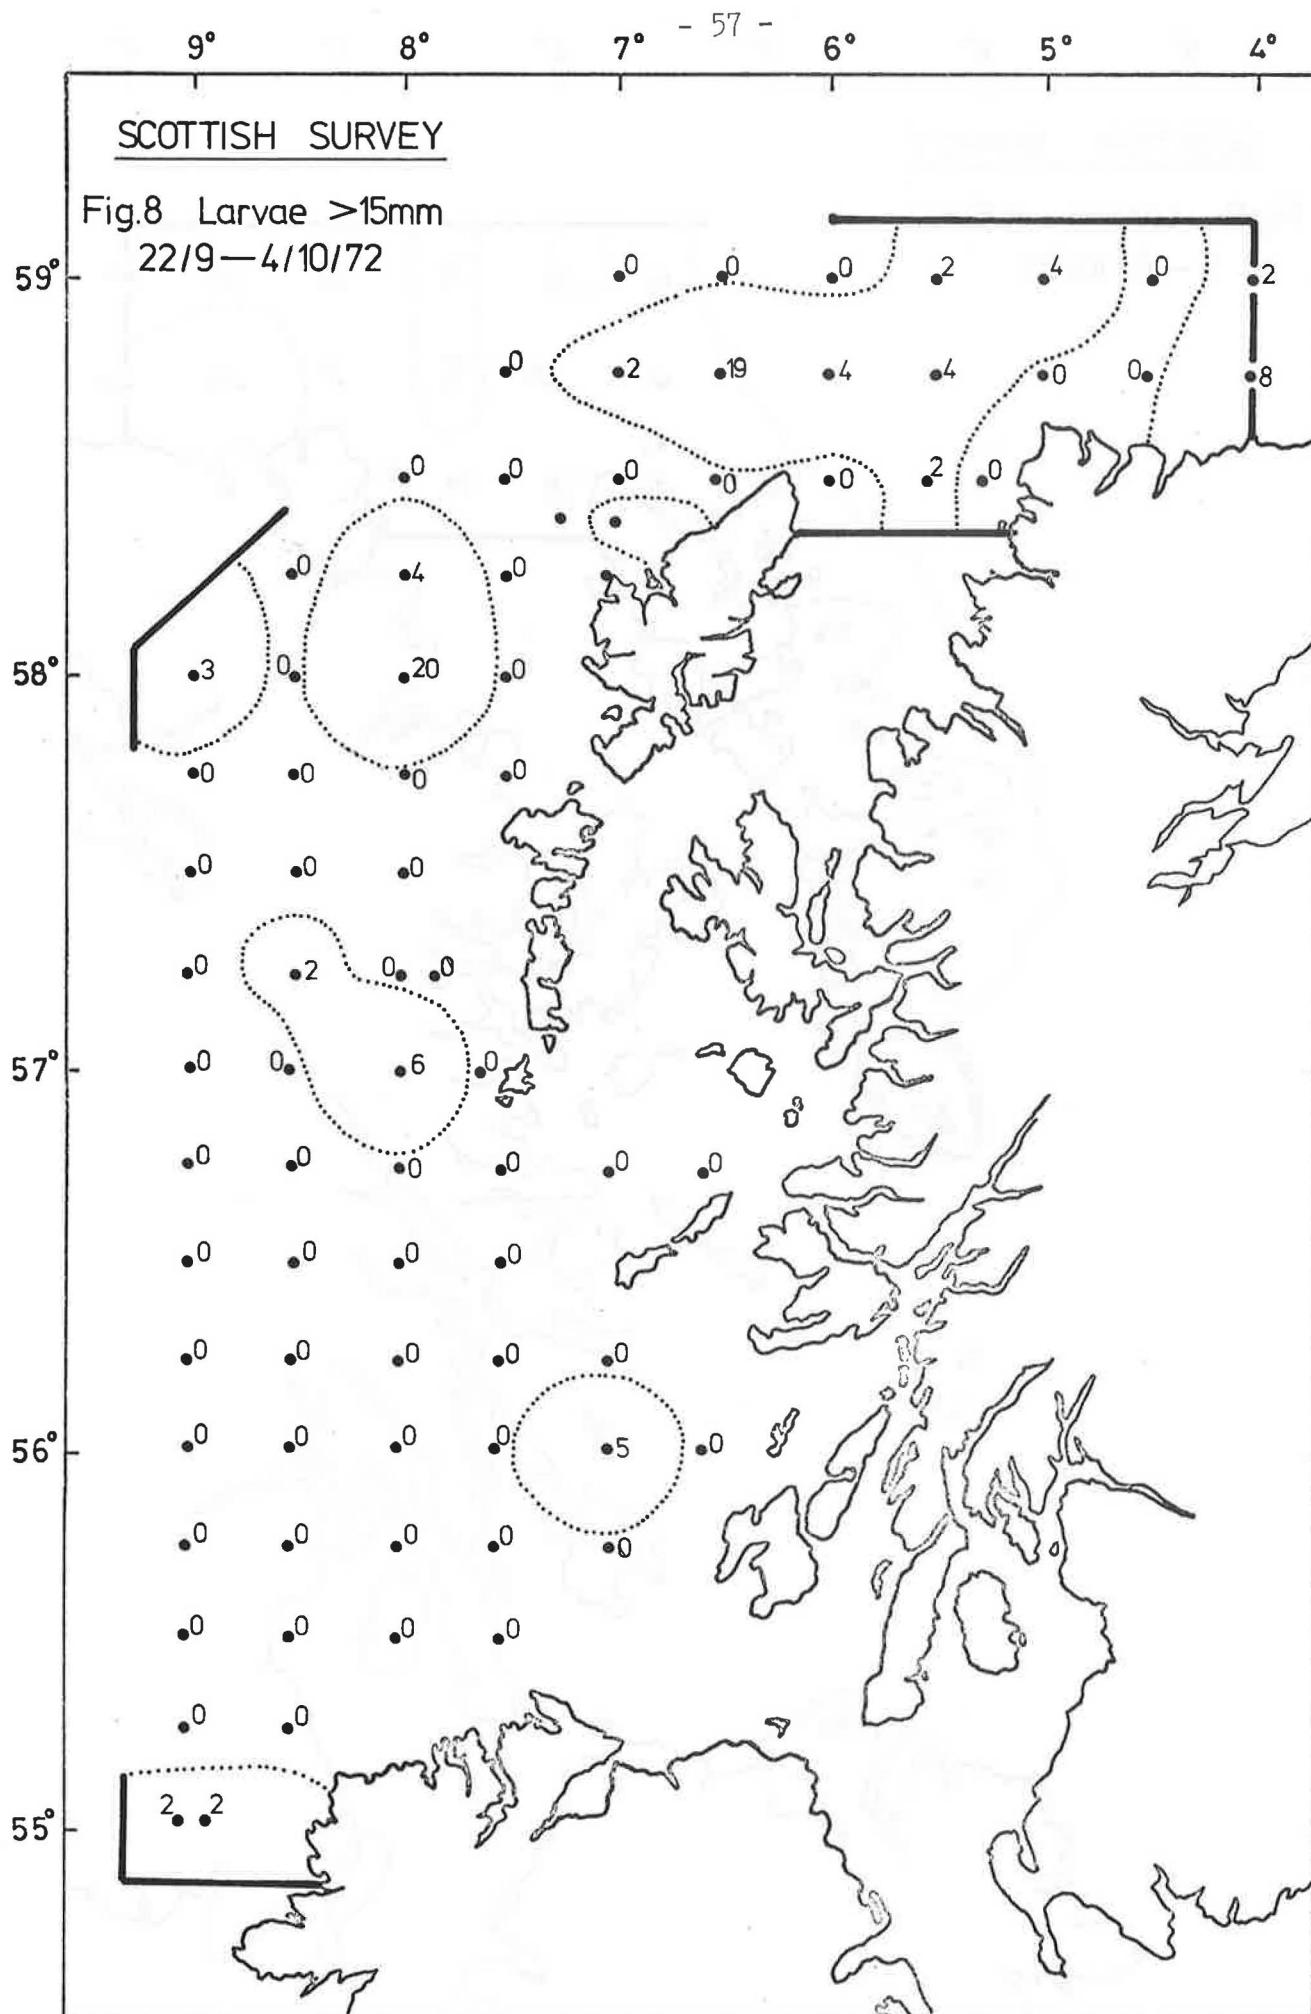 - 57 -
9° 8° 7° 6° 5° 4°
SCOTTISH SURVEY
Fig.8 Larvae >15mm
22/9—4/10/72
59° 0 0 0 2 4 0 2
0 2 19 4 4 0 0 8
0 0 0 0 0 2 0
0 4 0
58° 3 0 20 0
0 0 0 0
0 0 0
0 2 0 0
57° 0 0 6 0
0 0 0 0 0 0
0 0 0 0
0 0 0 0 0
56° 0 0 0 0 5 0
0 0 0 0 0
0 0 0 0
0 0
2 2
55°